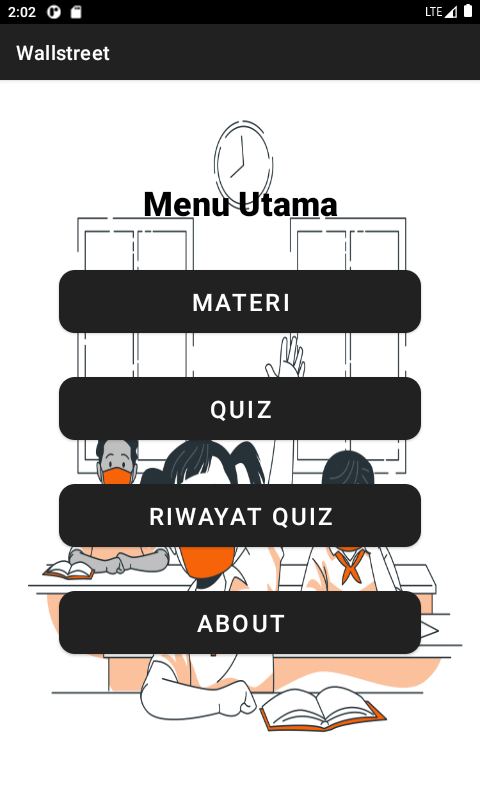 2:02
LTE
Wallstreet
Menu Utama
MATERI
QUIZ
RIWAYAT QUIZ
ABOUT